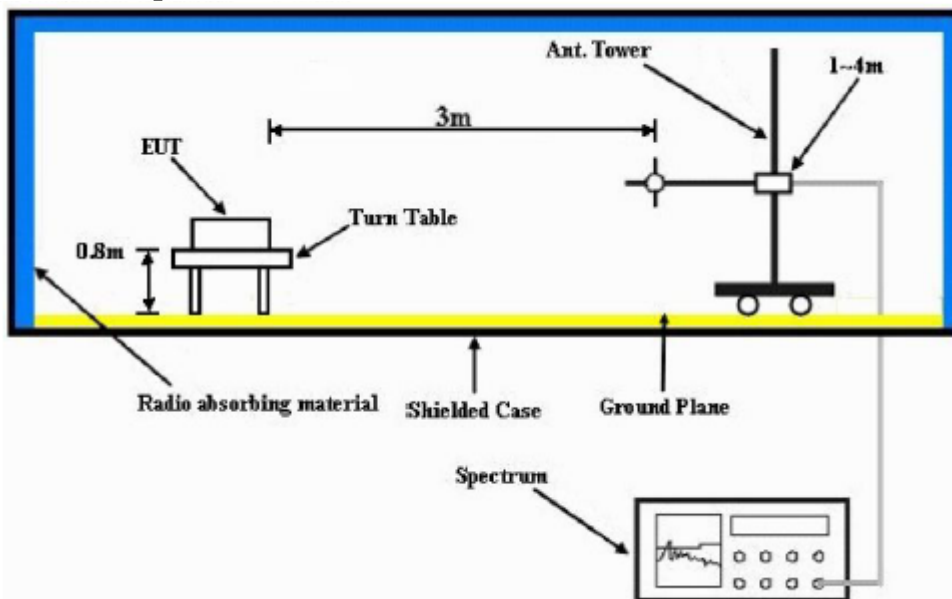 Ant. Tower
1~4m
3m
EUT
Turn Table
0.8m
Radio absorbing material
Shielded Case
Ground Plane
Spectrum